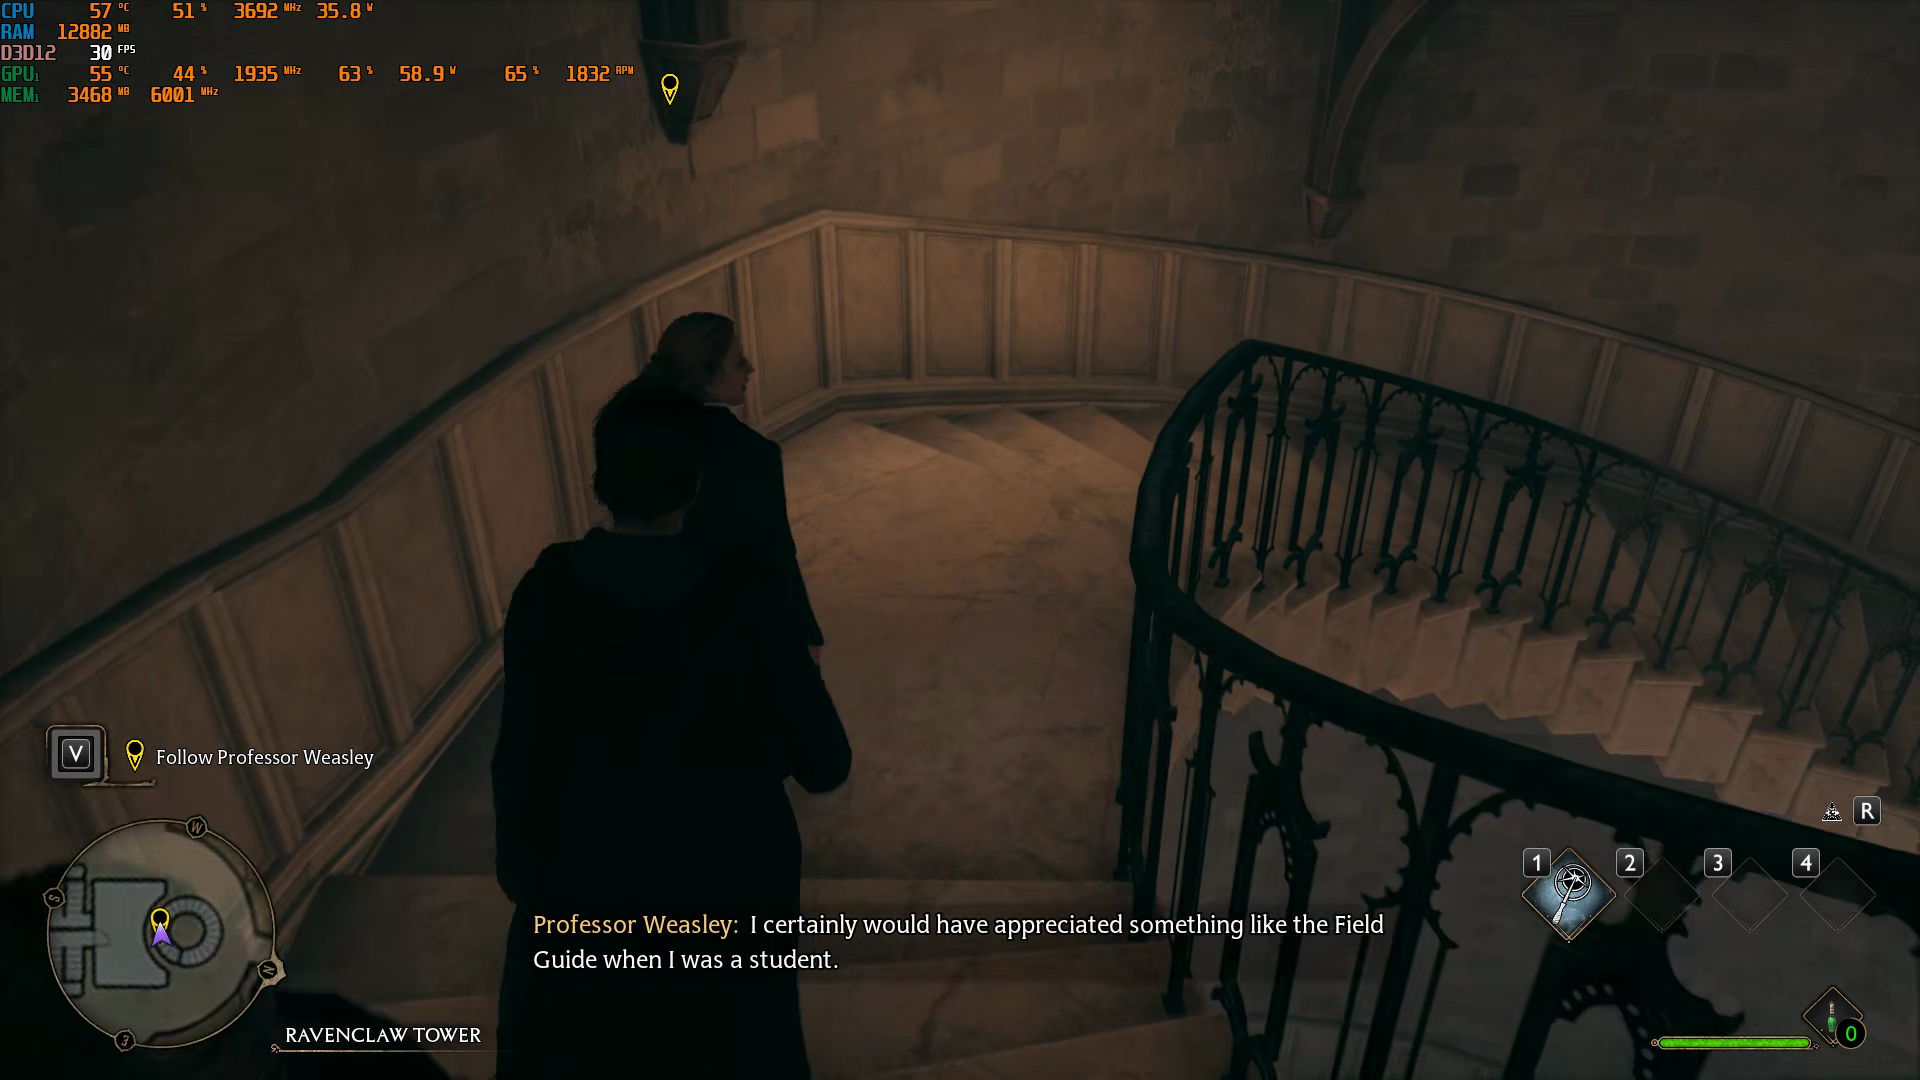 CPU 57 °C 51 % 3692 MHz 35.8 W
RAM 12882 MB
D3D12 30 FPS
GPU1 55 °C 44 % 1935 MHz 63 % 58.9 W 65 % 1832 RPM
MEM1 3468 MB 6001 MHz
V Follow Professor Weasley
R
1 2 3 4
W
S
N
E
Professor Weasley: I certainly would have appreciated something like the Field
Guide when I was a student.
RAVENCLAW TOWER
0